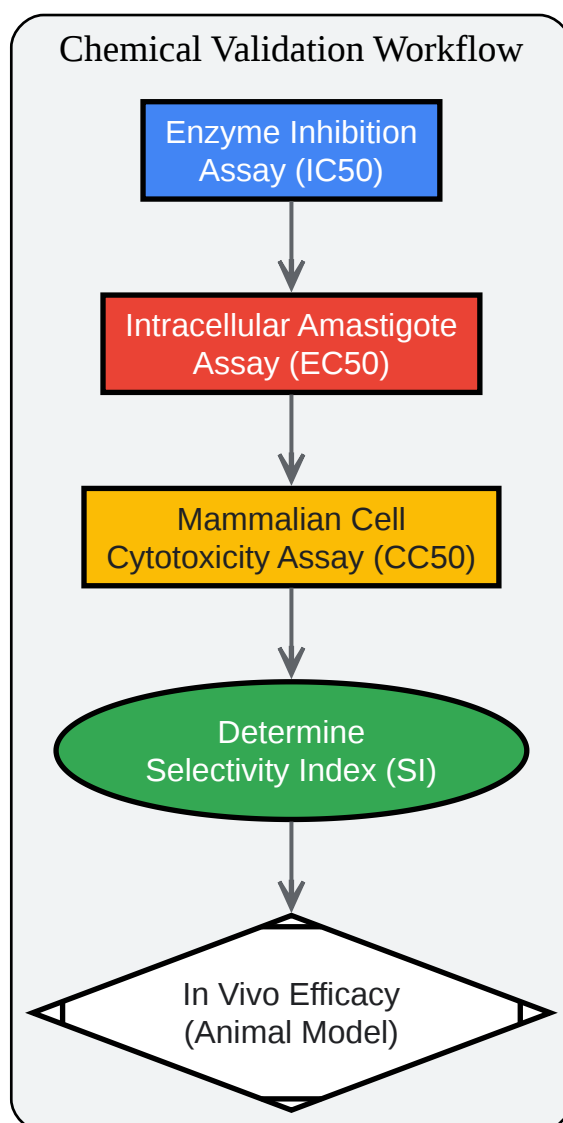 Chemical Validation Workflow
Enzyme Inhibition
Assay (IC50)
Intracellular Amastigote
Assay (EC50)
Mammalian Cell
Cytotoxicity Assay (CC50)
Determine
Selectivity Index (SI)
In Vivo Efficacy
(Animal Model)